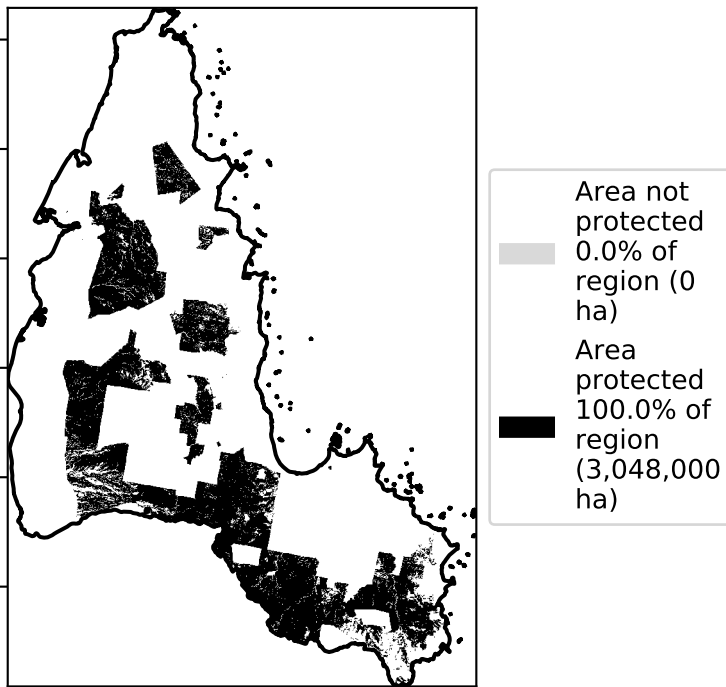 Area not
protected
0.0% of
region (0
ha)
Area
protected
100.0% of
region
(3,048,000
ha)